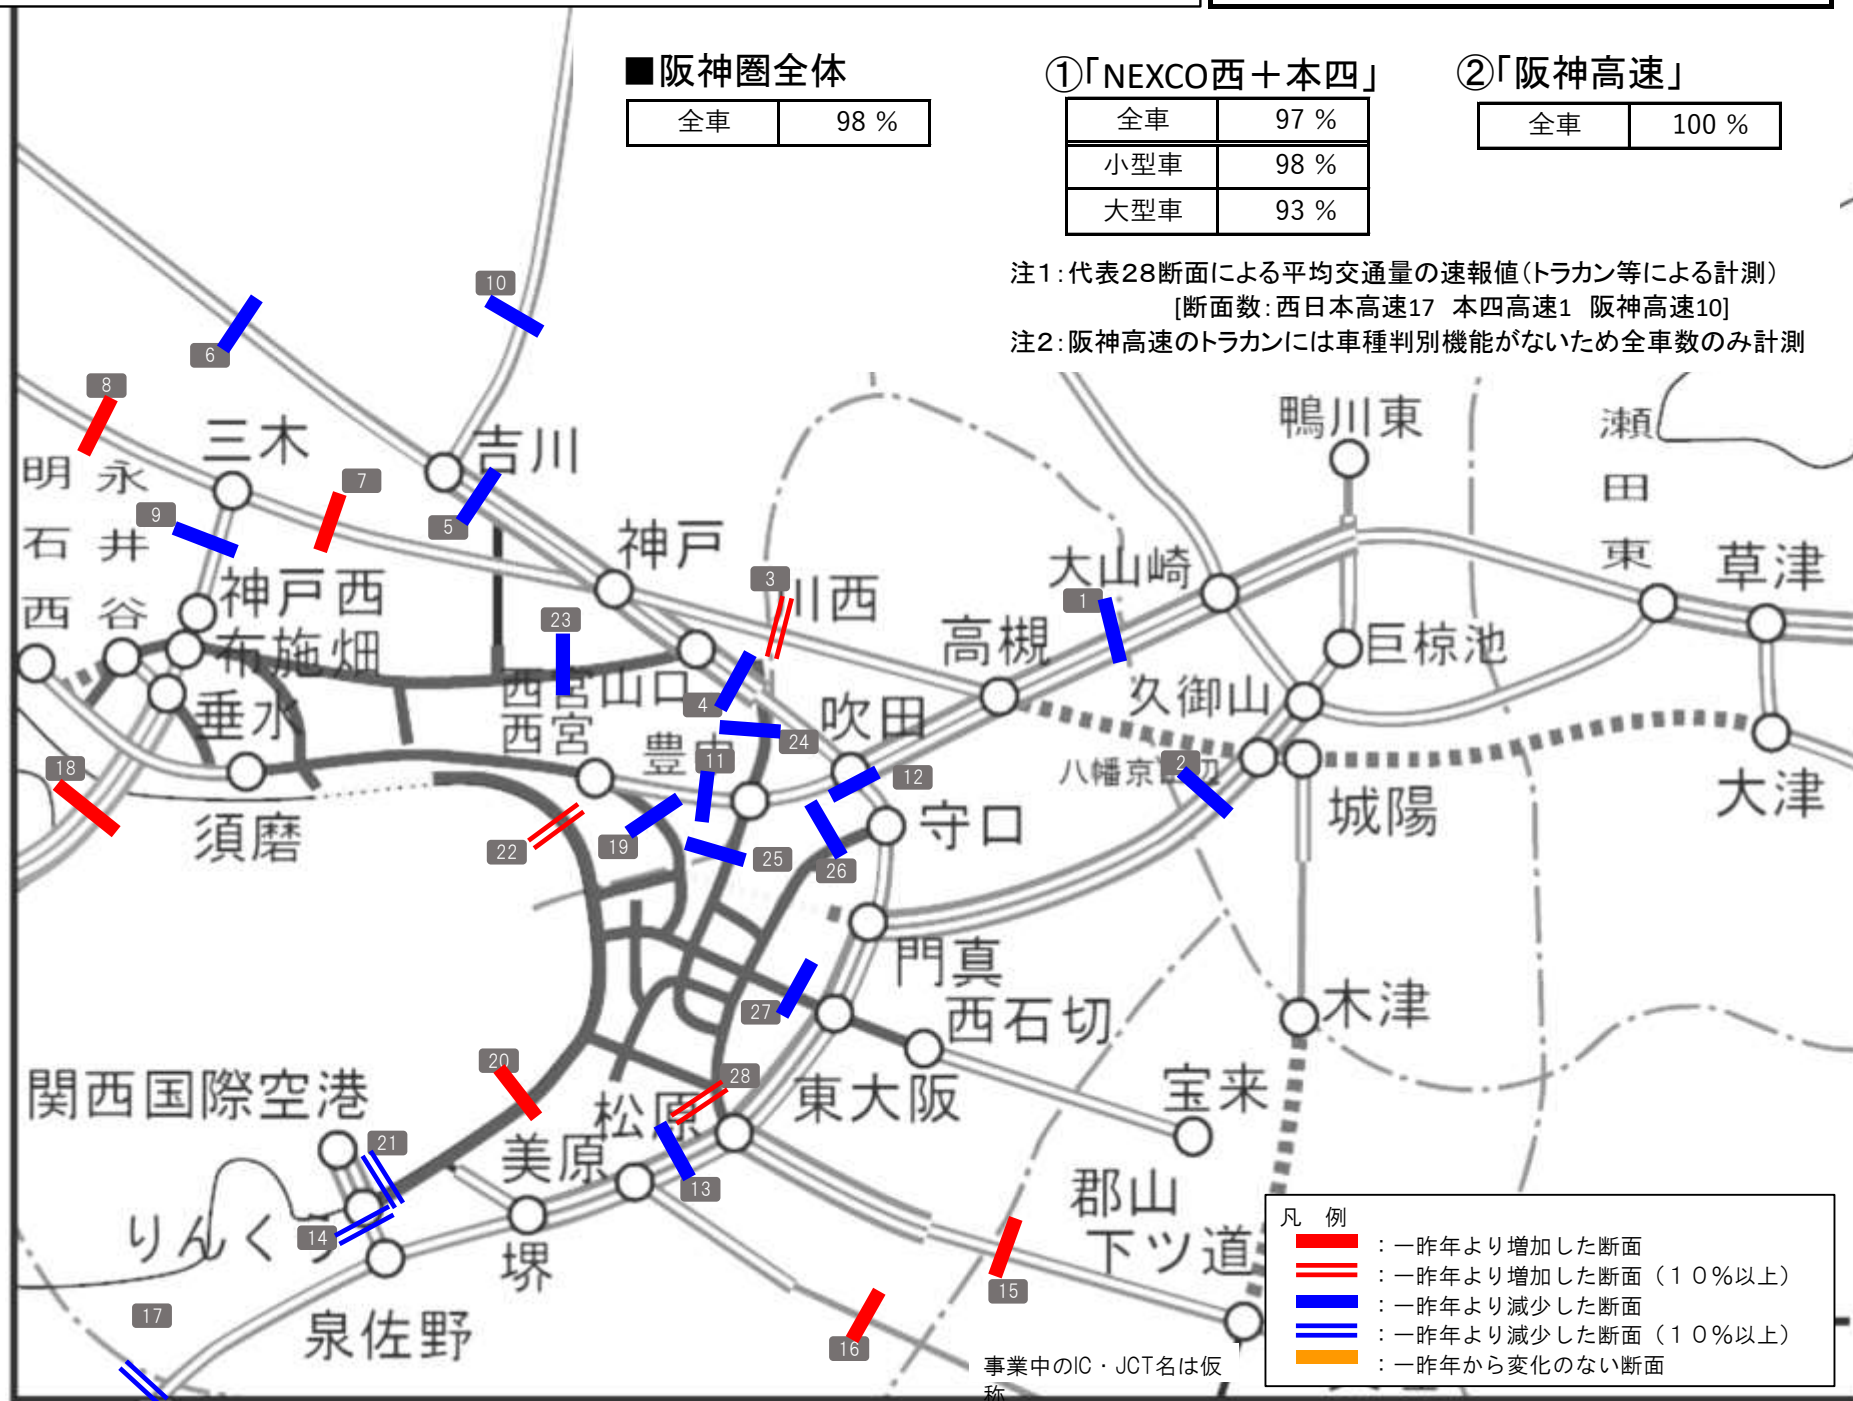 ■阪神圏全体
全車 98 %
①「NEXCO西＋本四」
全車 97 %
小型車 98 %
大型車 93 %
②「阪神高速」
全車 100 %
注1：代表28断面による平均交通量の速報値（トラカン等による計測）
[断面数：西日本高速17 本四高速1 阪神高速10]
注2：阪神高速のトラカンには車種判別機能がないため全車数のみ計測
10
6
8
三木
吉川
鴨川東
瀬田東
明石西
永井谷
7
9
5
神戸
大山崎
草津
神戸西
3
川西
1
布施畑
23
高槻
巨椋池
西宮山口
4
久御山
垂水
西宮
吹田
豊中
24
11
12
18
八幡京田辺
2
大津
須磨
守口
城陽
22
19
25
26
門真
27
西石切
木津
20
28
関西国際空港
松原
東大阪
宝来
21
美原
13
郡山下ツ道
14
りんくう
堺
15
17
泉佐野
16
事業中のIC・JCT名は仮
称
凡 例
：一昨年より増加した断面
：一昨年より増加した断面（１０％以上）
：一昨年より減少した断面
：一昨年より減少した断面（１０％以上）
：一昨年から変化のない断面